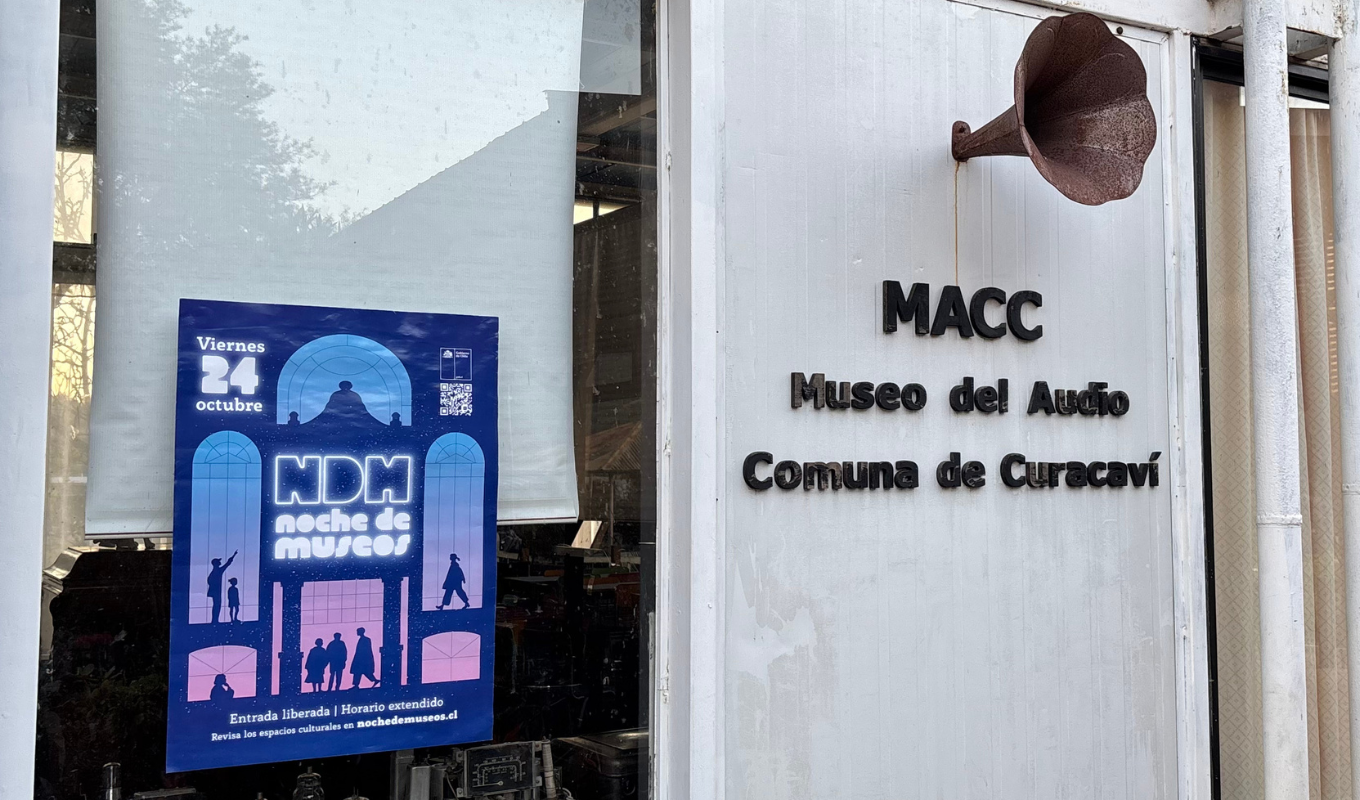 Viernes
24
octubre
NDM
noche de
museos
Entrada liberada | Horario extendido
Revisa los espacios culturales en nochedemuseos.cl
MACC
Museo del Audio
Comuna de Curacaví